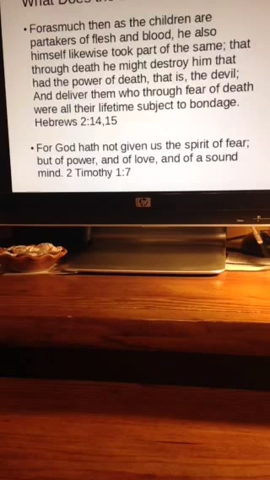 What Does the
• Forasmuch then as the children are
partakers of flesh and blood, he also
himself likewise took part of the same; that
through death he might destroy him that
had the power of death, that is, the devil;
And deliver them who through fear of death
were all their lifetime subject to bondage.
Hebrews 2:14,15
• For God hath not given us the spirit of fear;
but of power, and of love, and of a sound
mind. 2 Timothy 1:7
hp